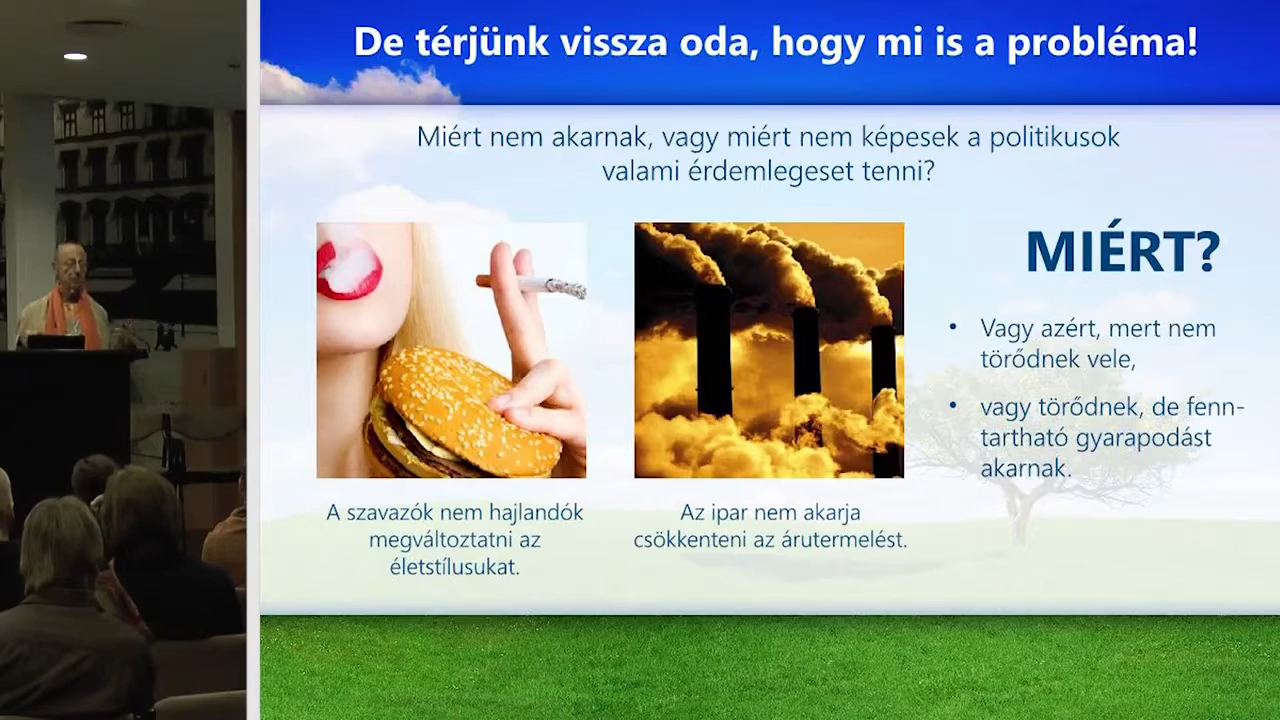 De térjünk vissza oda, hogy mi is a probléma!
Miért nem akarnak, vagy miért nem képesek a politikusok
valami érdemlegeset tenni?
A szavazók nem hajlandók
megváltoztatni az
életstílusukat.
Az ipar nem akarja
csökkenteni az árutermelést.
MIÉRT?
• Vagy azért, mert nem
törődnek vele,
• vagy törődnek, de fenn-
tartható gyarapodást
akarnak.